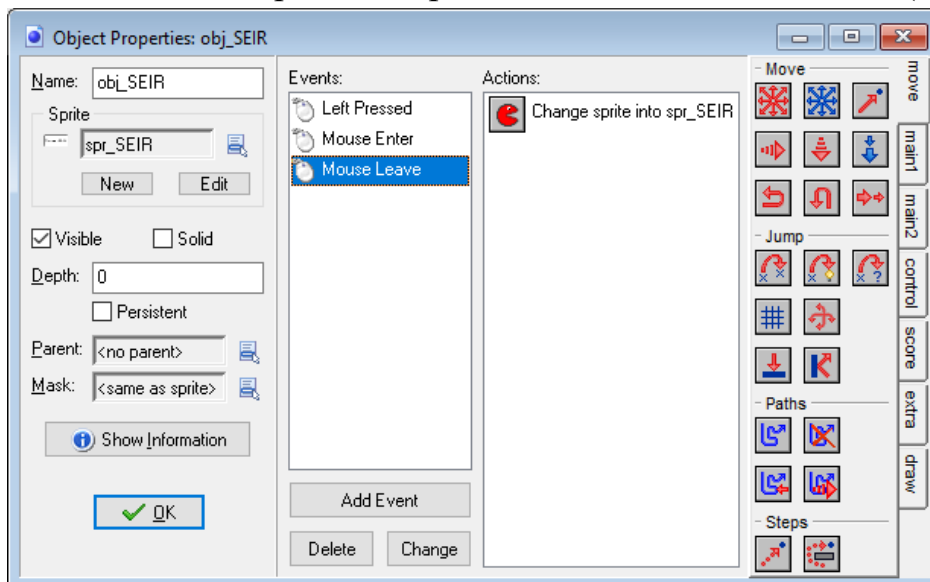 Object Properties: obj_SEIR
Name: obj_SEIR
Sprite
spr_SEIR
New Edit
Visible Solid
Depth: 0
Persistent
Parent: <no parent>
Mask: <same as sprite>
Show Information
OK
Events:
Left Pressed
Mouse Enter
Mouse Leave
Add Event
Delete Change
Actions:
Change sprite into spr_SEIR
Move
Jump
Paths
Steps
move
main1
main2
control
score
extra
draw